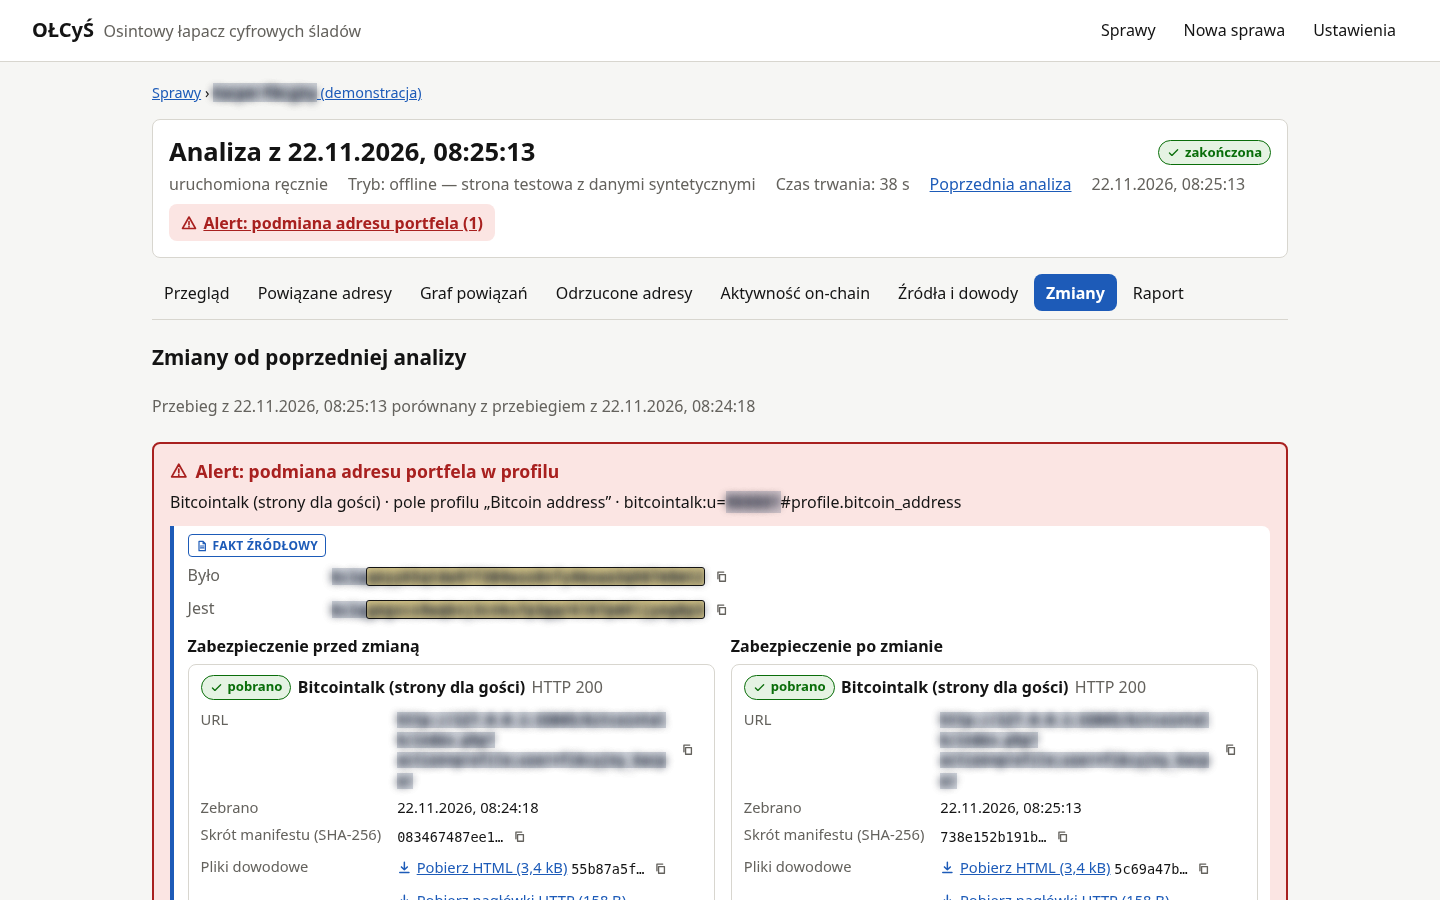 OŁCyŚ Osintowy łapacz cyfrowych śladów Sprawy Nowa sprawa Ustawienia
Sprawy › (demonstracja)
Analiza z 22.11.2026, 08:25:13 zakończona
uruchomiona ręcznie Tryb: offline — strona testowa z danymi syntetycznymi Czas trwania: 38 s Poprzednia analiza 22.11.2026, 08:25:13
Alert: podmiana adresu portfela (1)
Przegląd Powiązane adresy Graf powiązań Odrzucone adresy Aktywność on-chain Źródła i dowody Zmiany Raport
Zmiany od poprzedniej analizy
Przebieg z 22.11.2026, 08:25:13 porównany z przebiegiem z 22.11.2026, 08:24:18
Alert: podmiana adresu portfela w profilu
Bitcointalk (strony dla gości) · pole profilu „Bitcoin address” · bitcointalk:u= #profile.bitcoin_address
FAKT ŹRÓDŁOWY
Było
Jest
Zabezpieczenie przed zmianą
pobrano Bitcointalk (strony dla gości) HTTP 200
URL
Zebrano 22.11.2026, 08:24:18
Skrót manifestu (SHA-256) 083467487ee1…
Pliki dowodowe Pobierz HTML (3,4 kB) 55b87a5f…
Pobierz nagłówki HTTP (158 B)
Zabezpieczenie po zmianie
pobrano Bitcointalk (strony dla gości) HTTP 200
URL
Zebrano 22.11.2026, 08:25:13
Skrót manifestu (SHA-256) 738e152b191b…
Pliki dowodowe Pobierz HTML (3,4 kB) 5c69a47b…
Pobierz nagłówki HTTP (158 B)